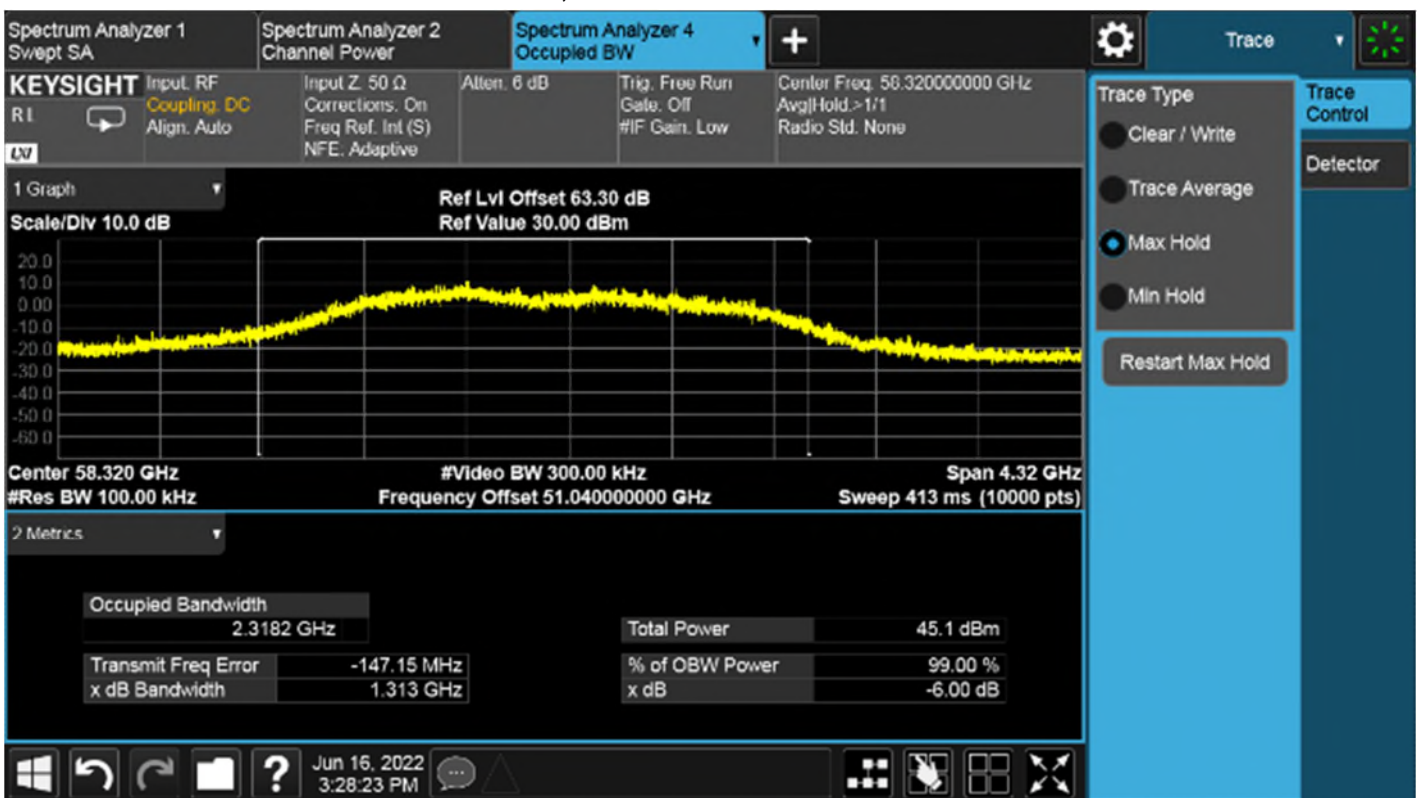 Spectrum Analyzer 1
Swept SA
Spectrum Analyzer 2
Channel Power
Spectrum Analyzer 4
Occupied BW
+
Trace
KEYSIGHT
RL
LXI
Input: RF
Coupling: DC
Align: Auto
Input Z: 50 Ω
Corrections: On
Freq Ref: Int (S)
NFE: Adaptive
Atten: 6 dB
Trig: Free Run
Gate: Off
#IF Gain: Low
Center Freq: 58.320000000 GHz
Avg|Hold:>1/1
Radio Std: None
1 Graph
Scale/Div 10.0 dB
Ref Lvl Offset 63.30 dB
Ref Value 30.00 dBm
20.0
10.0
0.00
-10.0
-20.0
-30.0
-40.0
-50.0
-60.0
Center 58.320 GHz
#Video BW 300.00 kHz
Span 4.32 GHz
#Res BW 100.00 kHz
Frequency Offset 51.040000000 GHz
Sweep 413 ms (10000 pts)
2 Metrics
Occupied Bandwidth
2.3182 GHz
Total Power 45.1 dBm
Transmit Freq Error -147.15 MHz
% of OBW Power 99.00 %
x dB Bandwidth 1.313 GHz
x dB -6.00 dB
Trace Type
Clear / Write
Trace Average
Max Hold
Min Hold
Restart Max Hold
Trace
Control
Detector
?
Jun 16, 2022
3:28:23 PM